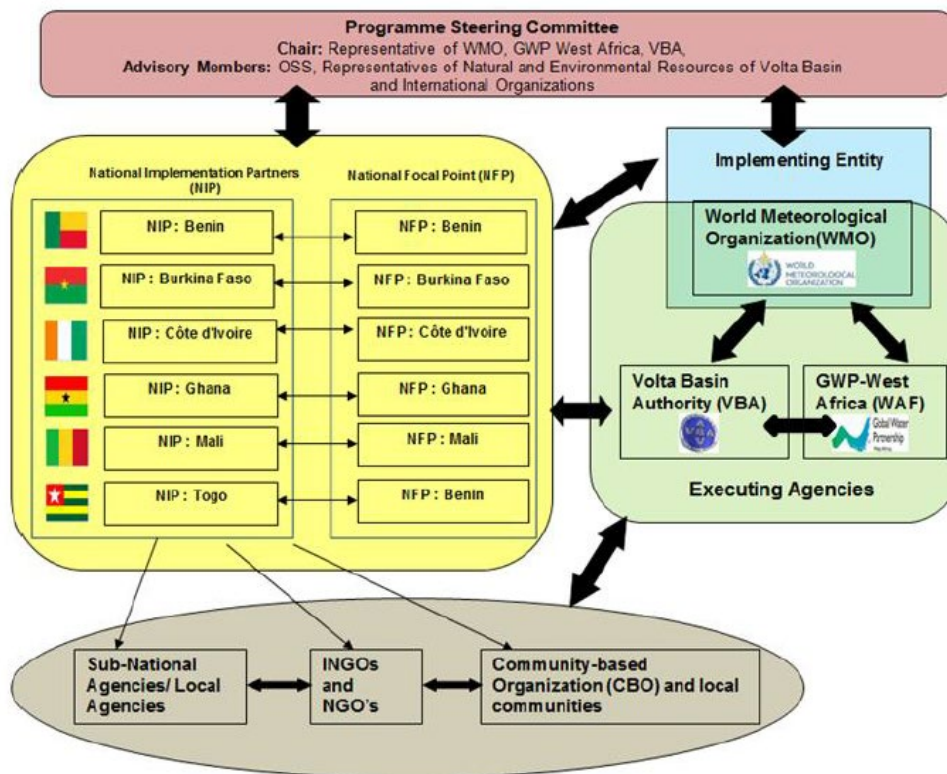 Programme Steering Committee
Chair: Representative of WMO, GWP West Africa, VBA,
Advisory Members: OSS, Representatives of Natural and Environmental Resources of Volta Basin
and International Organizations
National Implementation Partners
(NIP)
National Focal Point (NFP)
NIP : Benin
NFP : Benin
NIP : Burkina Faso
NFP : Burkina Faso
NIP : Côte d'Ivoire
NFP : Côte d'Ivoire
NIP : Ghana
NFP : Ghana
NIP : Mali
NFP : Mali
NIP : Togo
NFP : Benin
Implementing Entity
World Meteorological
Organization(WMO)
WORLD
METEOROLOGICAL
ORGANIZATION
Volta Basin
Authority (VBA)
VBA
GWP-West
Africa (WAF)
Global Water
Partnership
Executing Agencies
Sub-National
Agencies/ Local
Agencies
INGOs
and
NGO's
Community-based
Organization (CBO) and local
communities